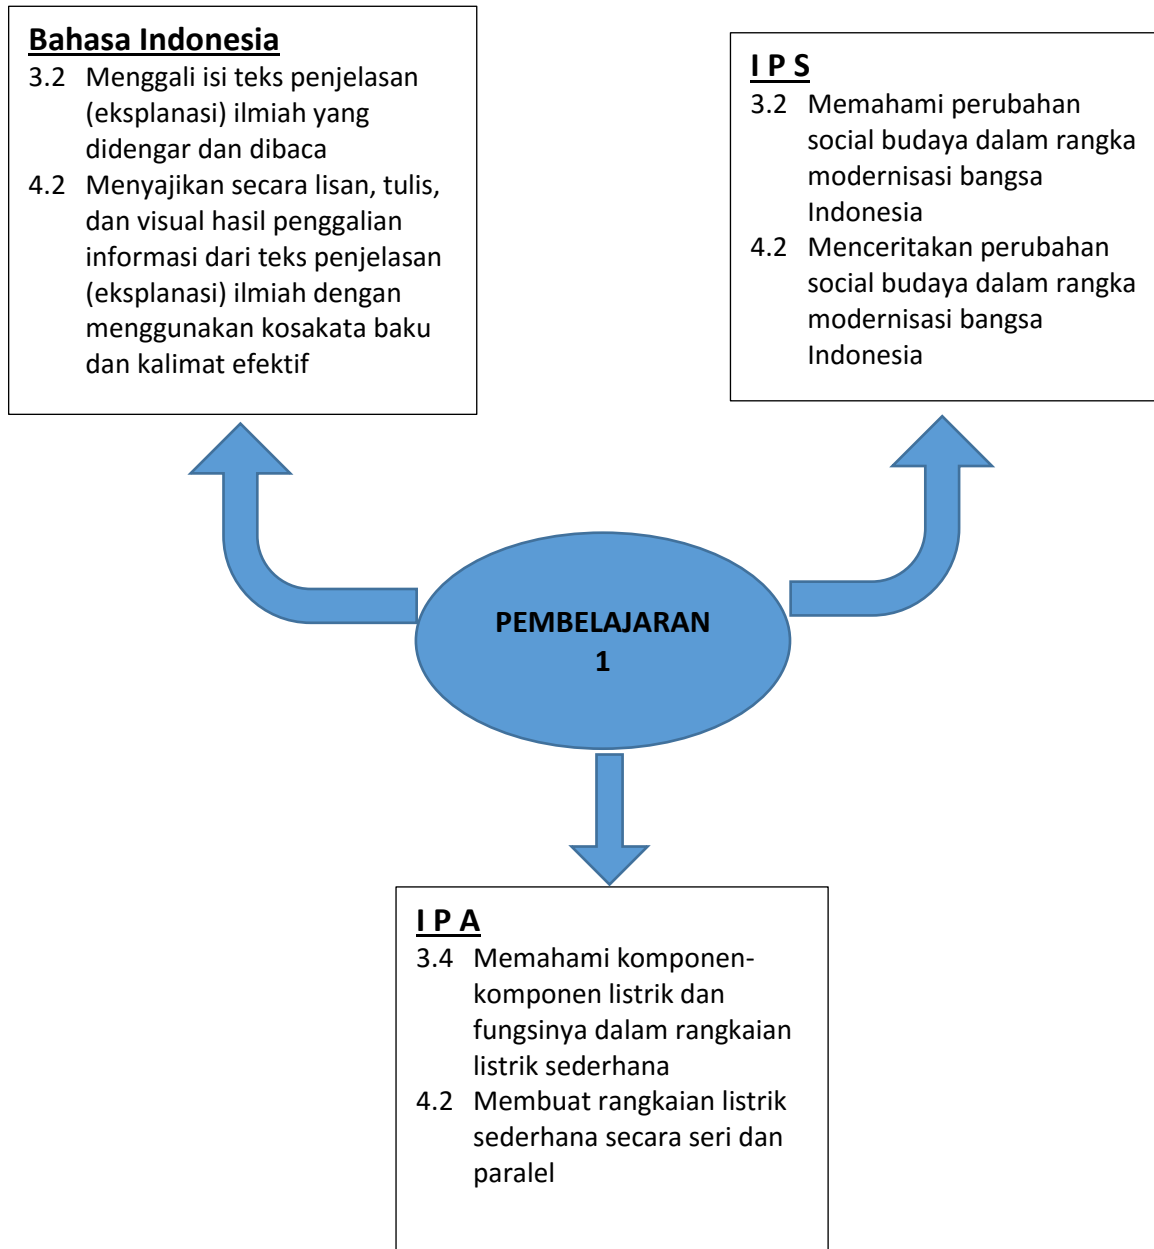 Bahasa Indonesia
3.2 Menggali isi teks penjelasan
(eksplanasi) ilmiah yang
didengar dan dibaca
4.2 Menyajikan secara lisan, tulis,
dan visual hasil penggalian
informasi dari teks penjelasan
(eksplanasi) ilmiah dengan
menggunakan kosakata baku
dan kalimat efektif
I P S
3.2 Memahami perubahan
social budaya dalam rangka
modernisasi bangsa
Indonesia
4.2 Menceritakan perubahan
social budaya dalam rangka
modernisasi bangsa
Indonesia
PEMBELAJARAN
1
I P A
3.4 Memahami komponen-
komponen listrik dan
fungsinya dalam rangkaian
listrik sederhana
4.2 Membuat rangkaian listrik
sederhana secara seri dan
paralel